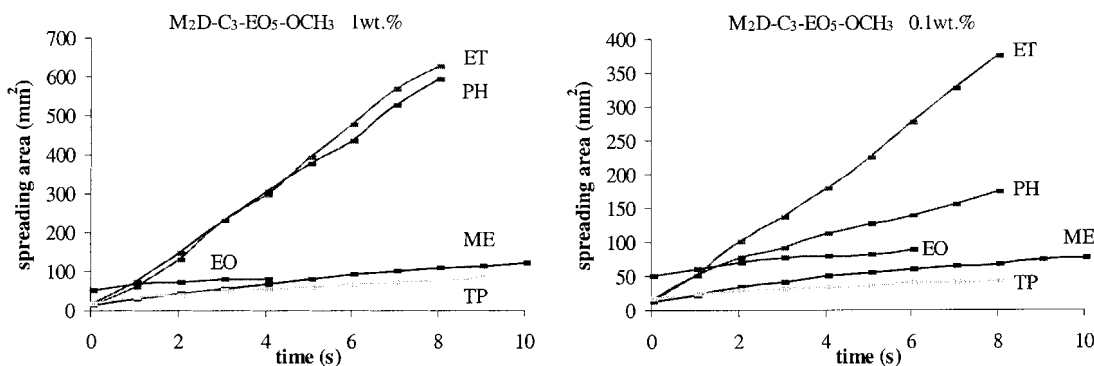 M2D-C3-EO5-OCH3 1wt.%
700
600
500
400
300
200
100
0
spreading area (mm2)
ET
PH
EO
ME
TP
0 2 4 6 8 10
time (s)
M2D-C3-EO5-OCH3 0.1wt.%
400
350
300
250
200
150
100
50
0
spreading area (mm2)
ET
PH
EO
ME
TP
0 2 4 6 8 10
time (s)